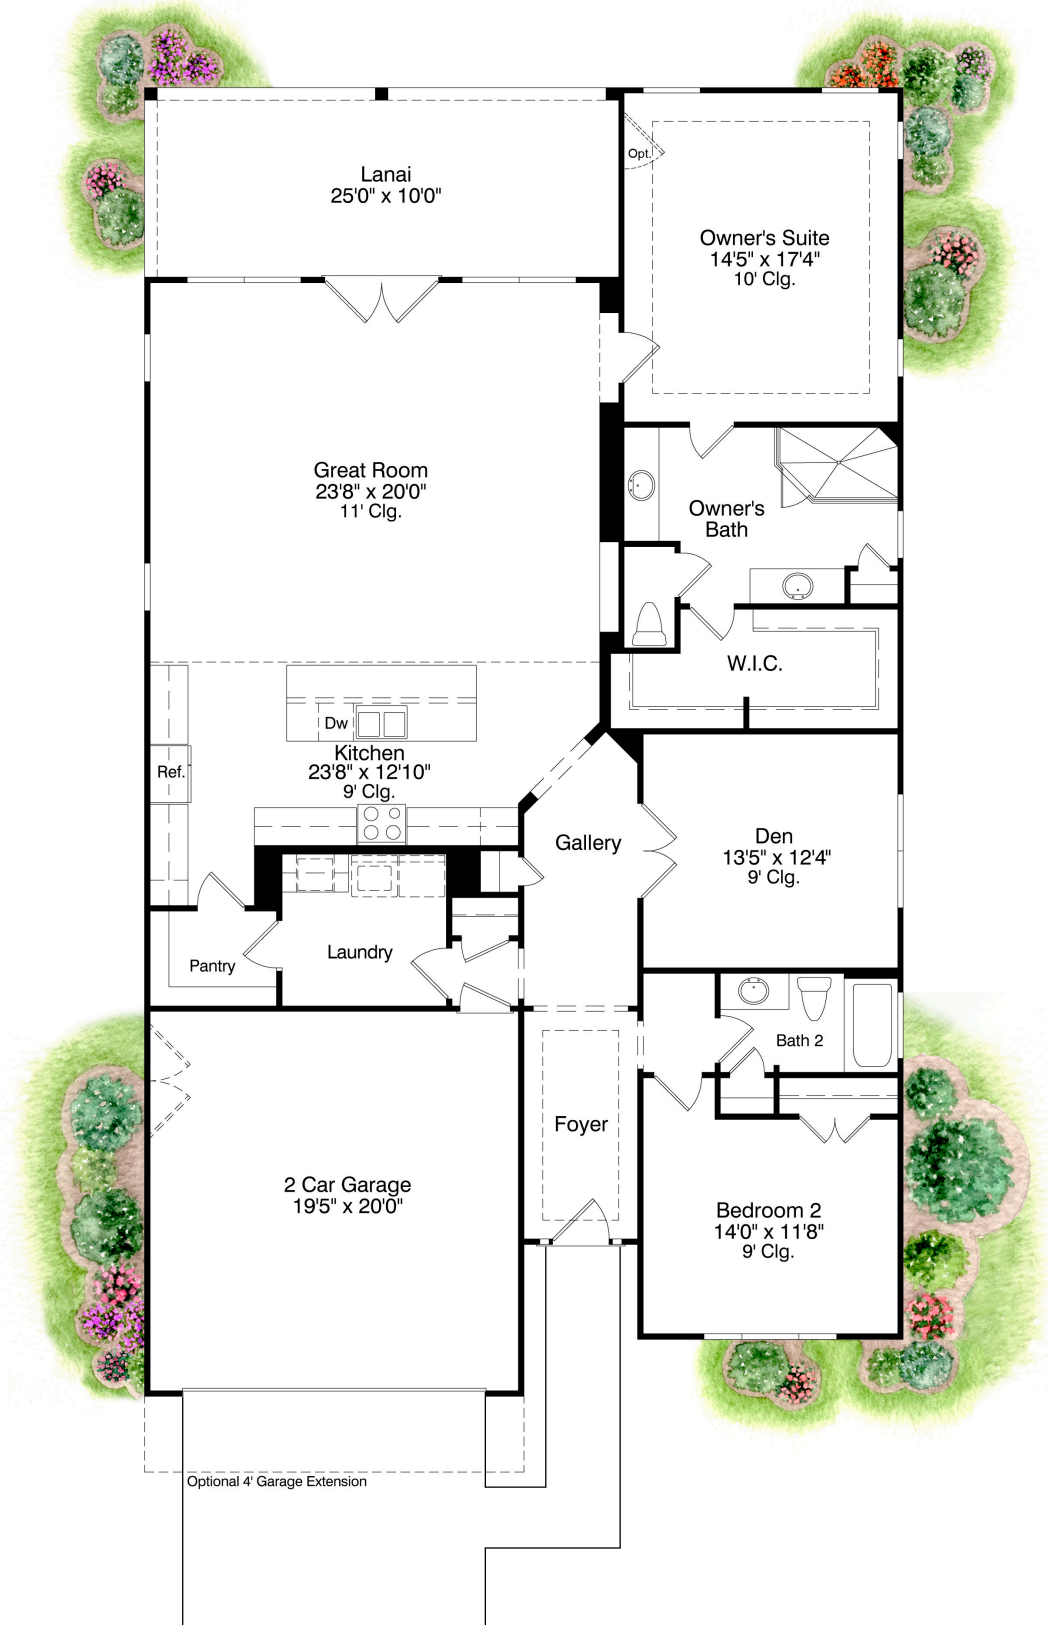 Lanai
25'0" x 10'0"
Opt.
Owner's Suite
14'5" x 17'4"
10' Clg.
Great Room
23'8" x 20'0"
11' Clg.
Owner's
Bath
W.I.C.
Dw
Kitchen
23'8" x 12'10"
9' Clg.
Ref.
Gallery
Den
13'5" x 12'4"
9' Clg.
Laundry
Pantry
Bath 2
Foyer
2 Car Garage
19'5" x 20'0"
Bedroom 2
14'0" x 11'8"
9' Clg.
Optional 4' Garage Extension